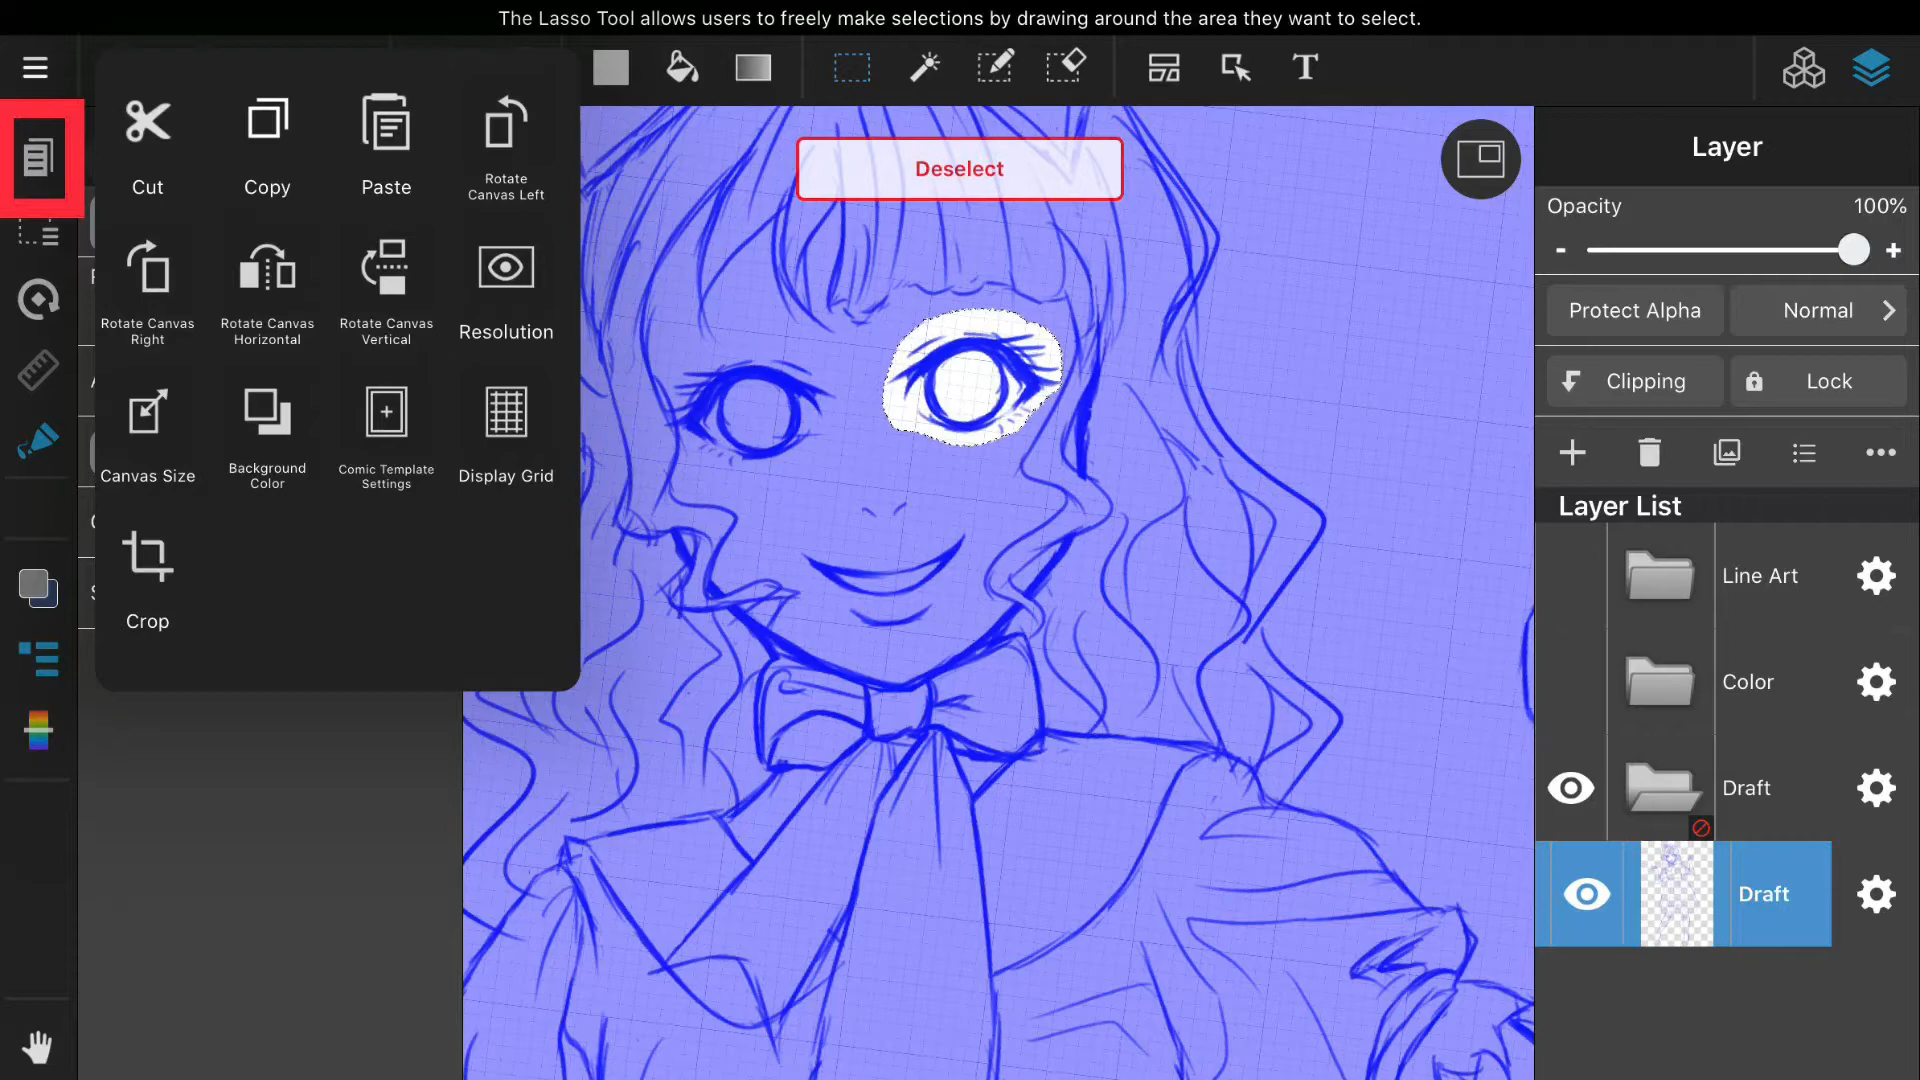 The Lasso Tool allows users to freely make selections by drawing around the area they want to select.
T
Cut
Copy
Paste
Rotate
Canvas Left
Rotate Canvas
Right
Rotate Canvas
Horizontal
Rotate Canvas
Vertical
Resolution
Canvas Size
Background
Color
Comic Template
Settings
Display Grid
Crop
Deselect
Layer
Opacity
100%
- +
Protect Alpha
Normal
Clipping
Lock
Layer List
Line Art
Color
Draft
Draft